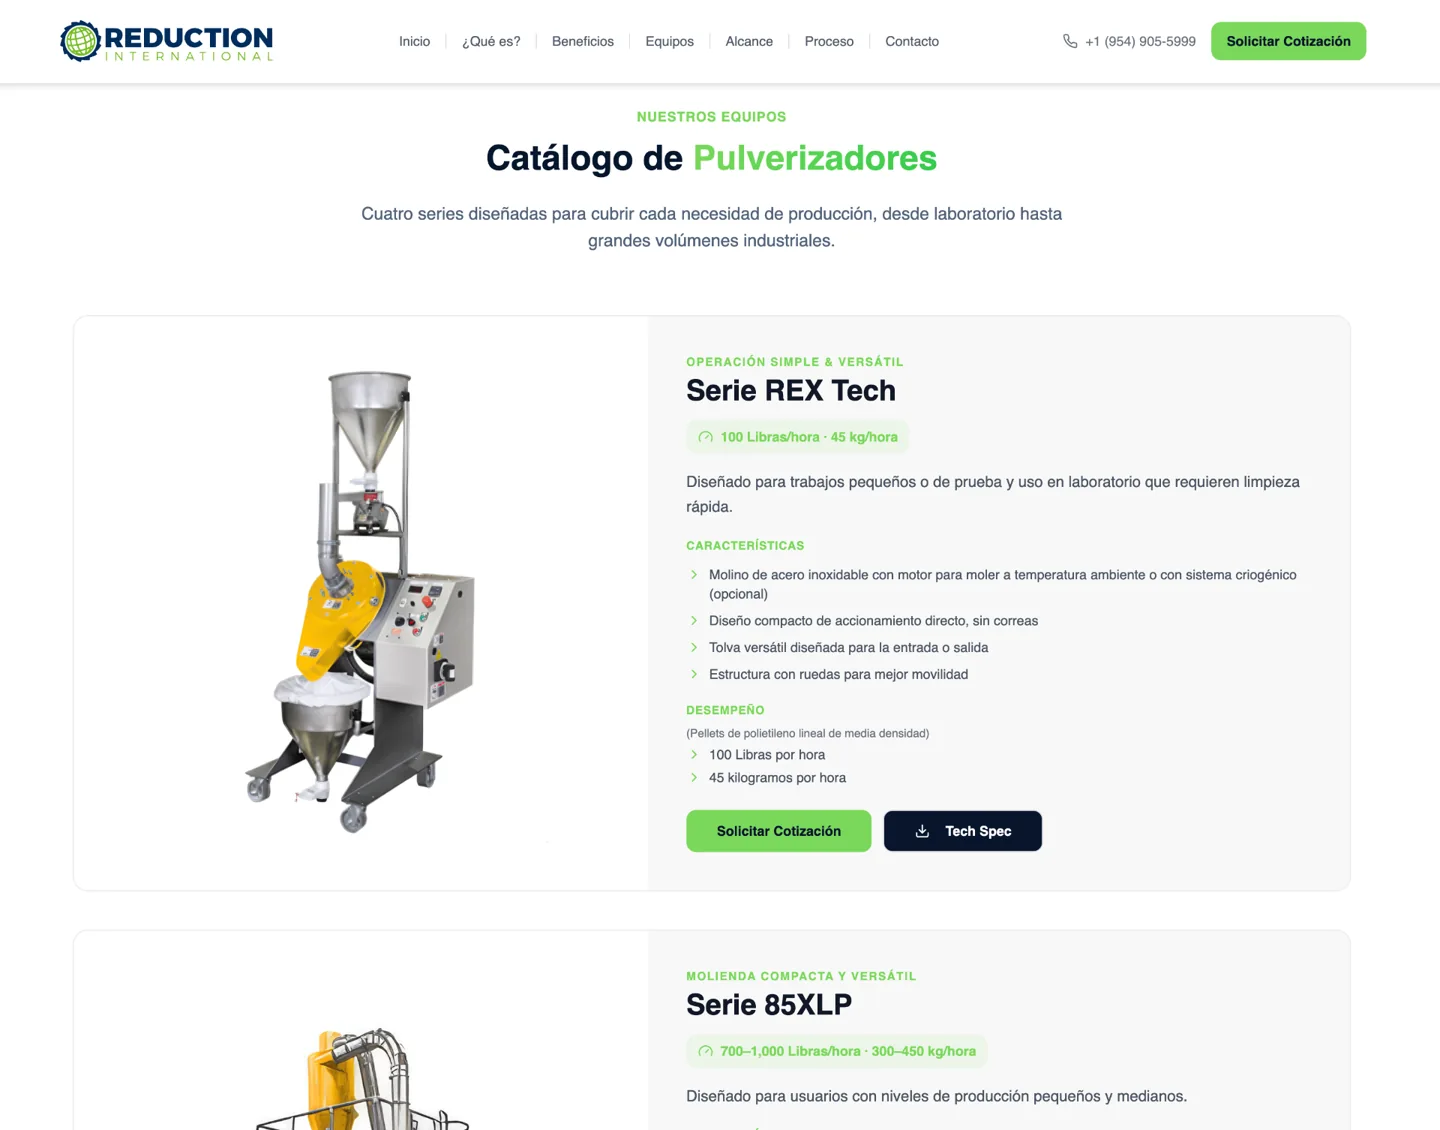 REDUCTION
INTERNATIONAL
Inicio
¿Qué es?
Beneficios
Equipos
Alcance
Proceso
Contacto
+1 (954) 905-5999
Solicitar Cotización
NUESTROS EQUIPOS
Catálogo de Pulverizadores
Cuatro series diseñadas para cubrir cada necesidad de producción, desde laboratorio hasta
grandes volúmenes industriales.
OPERACIÓN SIMPLE & VERSÁTIL
Serie REX Tech
100 Libras/hora · 45 kg/hora
Diseñado para trabajos pequeños o de prueba y uso en laboratorio que requieren limpieza
rápida.
CARACTERÍSTICAS
Molino de acero inoxidable con motor para moler a temperatura ambiente o con sistema criogénico
(opcional)
Diseño compacto de accionamiento directo, sin correas
Tolva versátil diseñada para la entrada o salida
Estructura con ruedas para mejor movilidad
DESEMPEÑO
(Pellets de polietileno lineal de media densidad)
100 Libras por hora
45 kilogramos por hora
Solicitar Cotización
Tech Spec
MOLIENDA COMPACTA Y VERSÁTIL
Serie 85XLP
700–1,000 Libras/hora · 300–450 kg/hora
Diseñado para usuarios con niveles de producción pequeños y medianos.